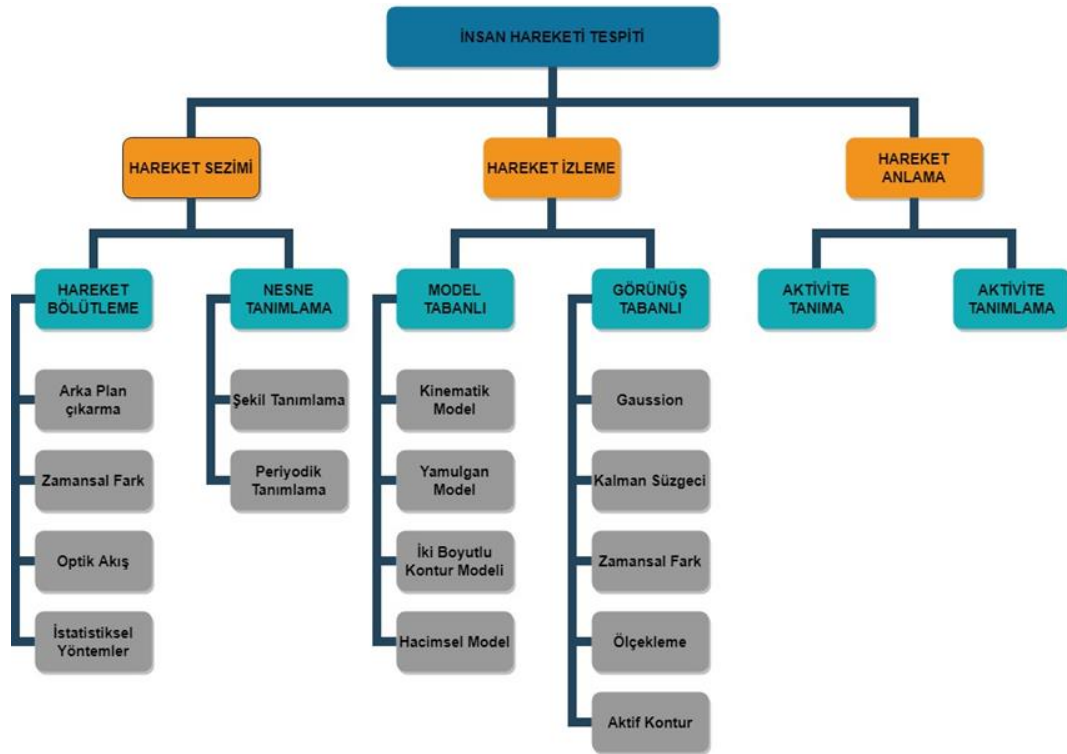 İNSAN HAREKETİ TESPİTİ
HAREKET SEZİMİ
HAREKET İZLEME
HAREKET
ANLAMA
HAREKET
BÖLÜTLEME
NESNE
TANIMLAMA
MODEL
TABANLI
GÖRÜNÜŞ
TABANLI
AKTİVİTE
TANIMA
AKTİVİTE
TANIMLAMA
Arka Plan
çıkarma
Zamansal Fark
Optik Akış
İstatistiksel
Yöntemler
Şekil Tanımlama
Periyodik
Tanımlama
Kinematik
Model
Yamulgan
Model
İki Boyutlu
Kontur Modeli
Hacimsel Model
Gaussion
Kalman Süzgeci
Zamansal Fark
Ölçekleme
Aktif Kontur